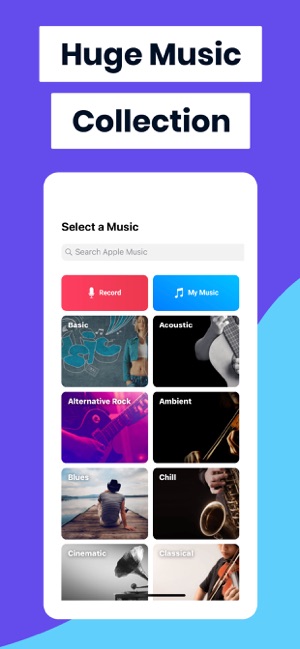 Huge Music
Collection
Select a Music
Search Apple Music
Record
My Music
Basic
Acoustic
Alternative Rock
Ambient
Blues
Chill
Cinematic
Classical